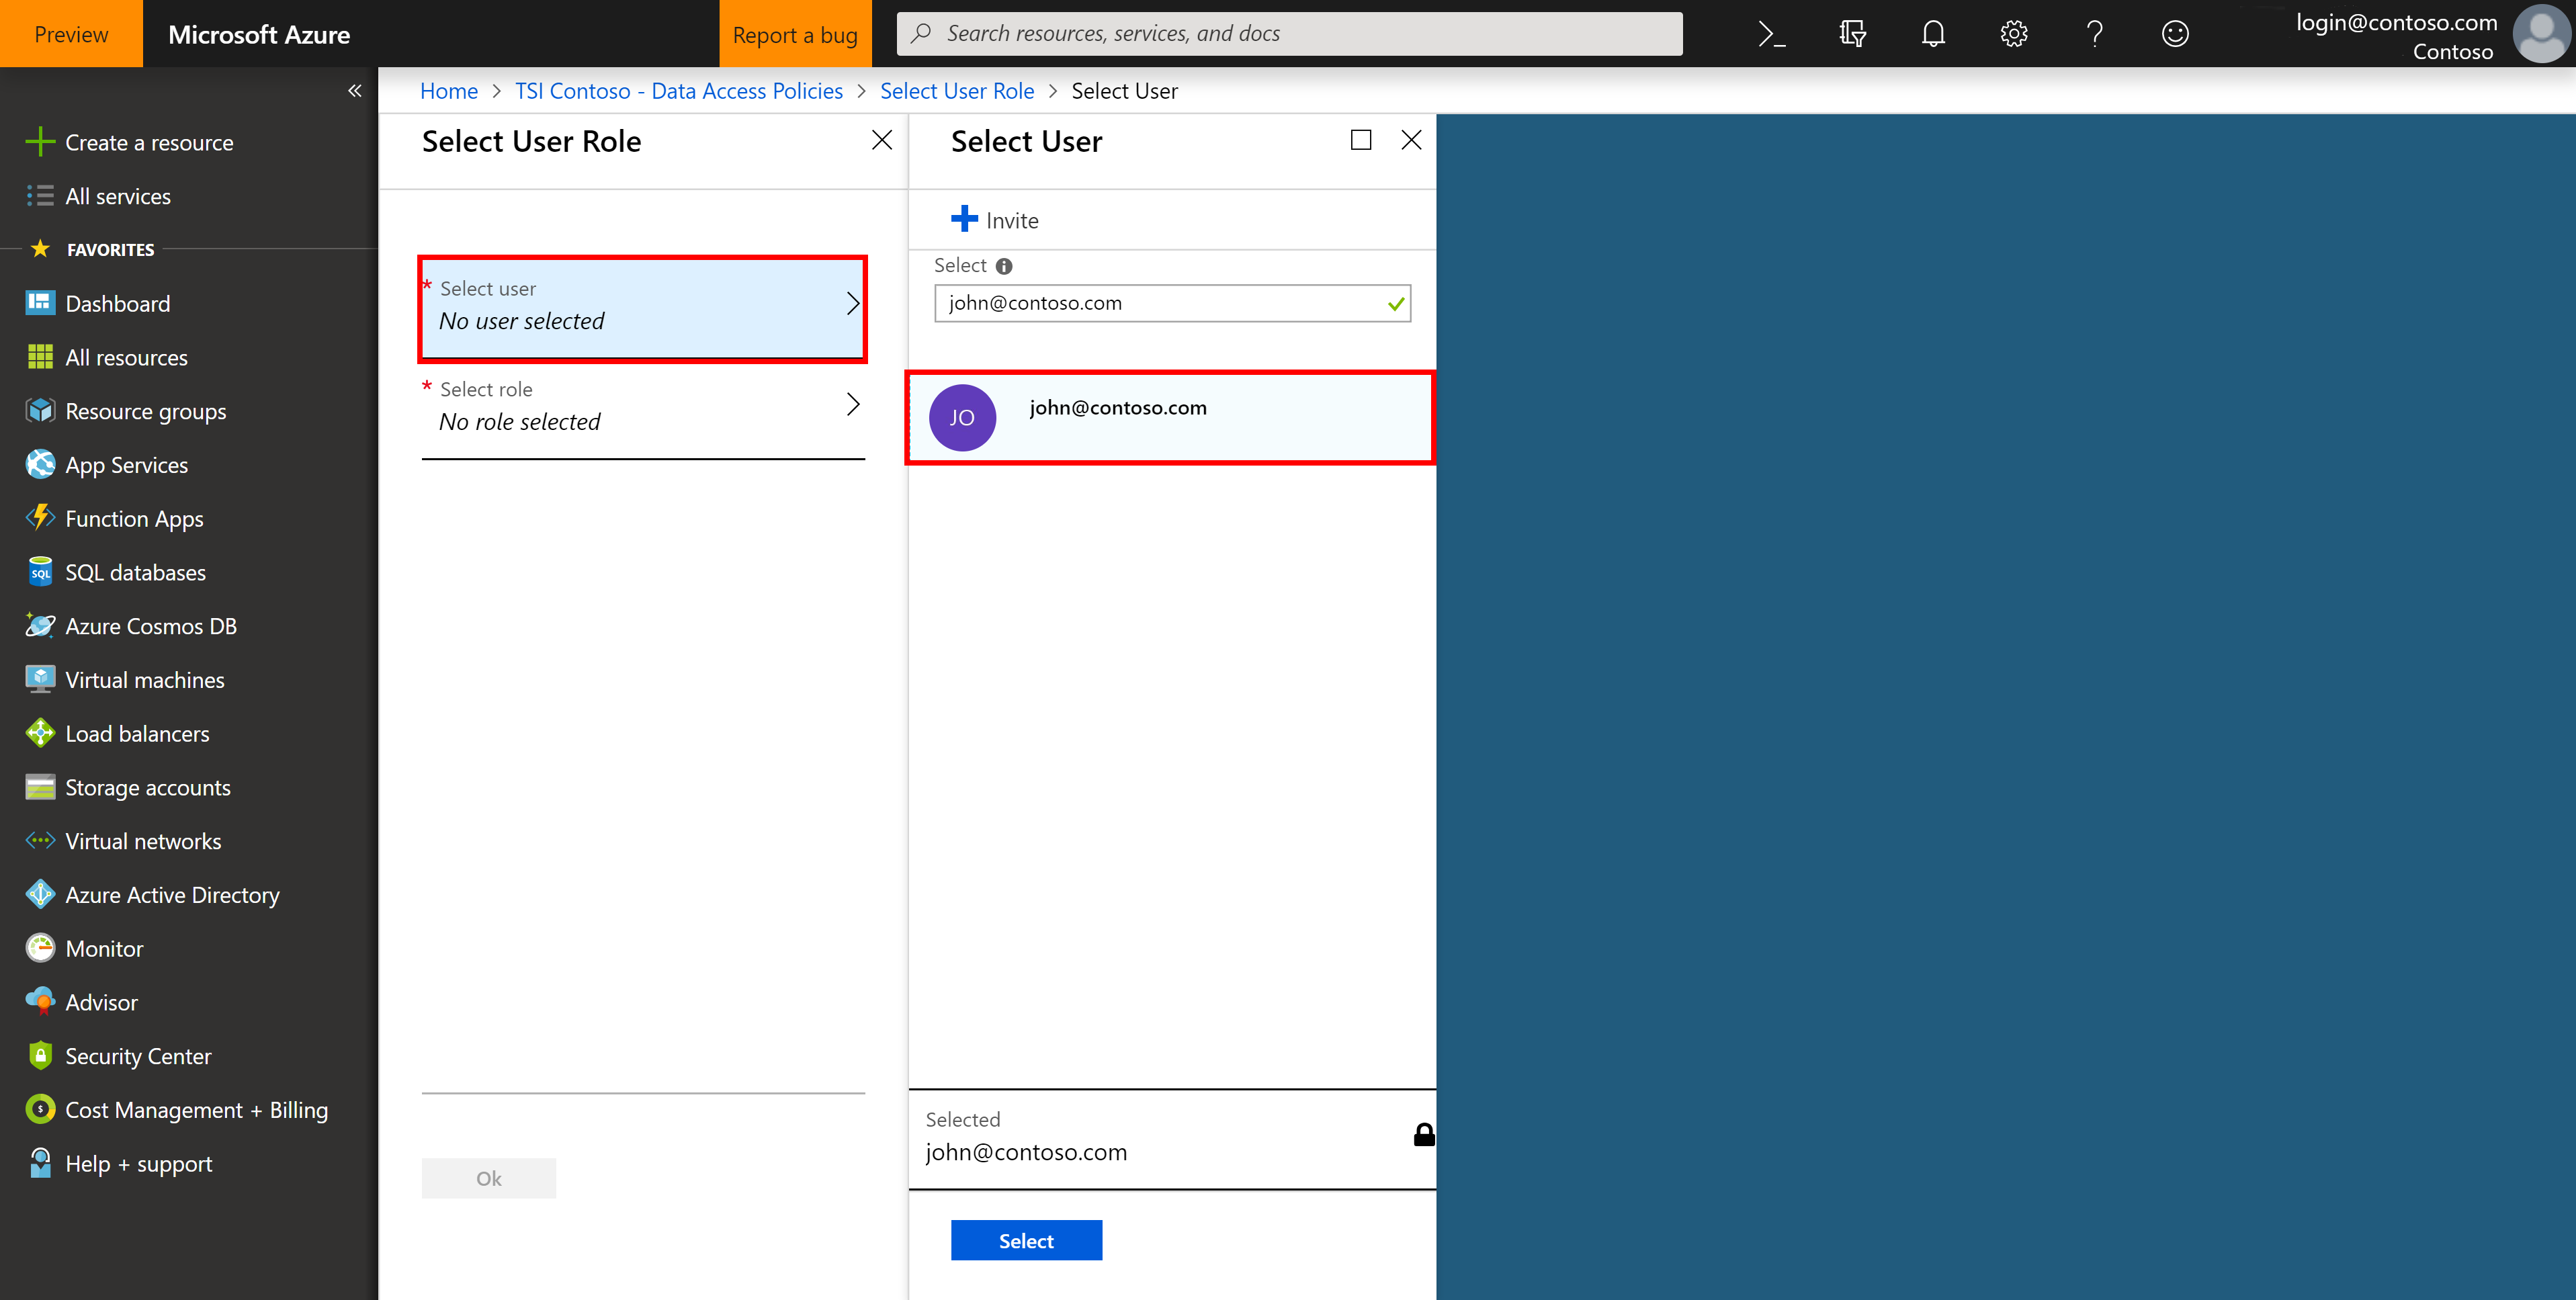 Preview
Microsoft Azure
Report a bug
Search resources, services, and docs
login@contoso.com
Contoso
Home > TSI Contoso - Data Access Policies > Select User Role > Select User
Create a resource
All services
FAVORITES
Dashboard
All resources
Resource groups
App Services
Function Apps
SQL
SQL databases
Azure Cosmos DB
Virtual machines
Load balancers
Storage accounts
Virtual networks
Azure Active Directory
Monitor
Advisor
Security Center
Cost Management + Billing
Help + support
Select User Role
* Select user
No user selected
* Select role
No role selected
Ok
Select User
Invite
Select
john@contoso.com
JO
john@contoso.com
Selected
john@contoso.com
Select